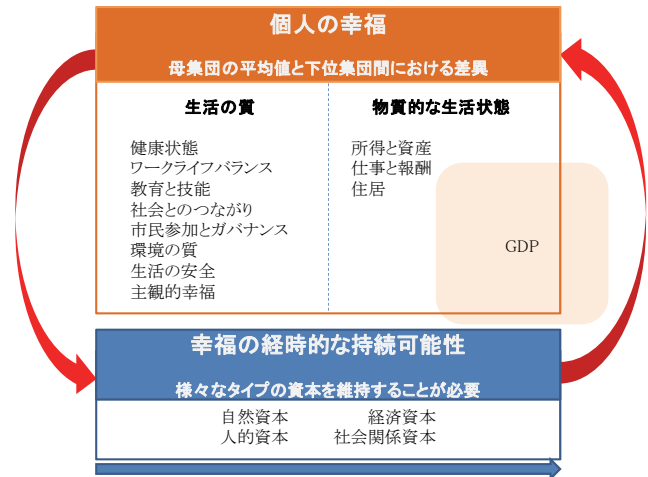 個人の幸福
母集団の平均値と下位集団間における差異
生活の質
健康状態
ワークライフバランス
教育と技能
社会とのつながり
市民参加とガバナンス
環境の質
生活の安全
主観的幸福
物質的な生活状態
所得と資産
仕事と報酬
住居
GDP
幸福の経時的な持続可能性
様々なタイプの資本を維持することが必要
自然資本 経済資本
人的資本 社会関係資本